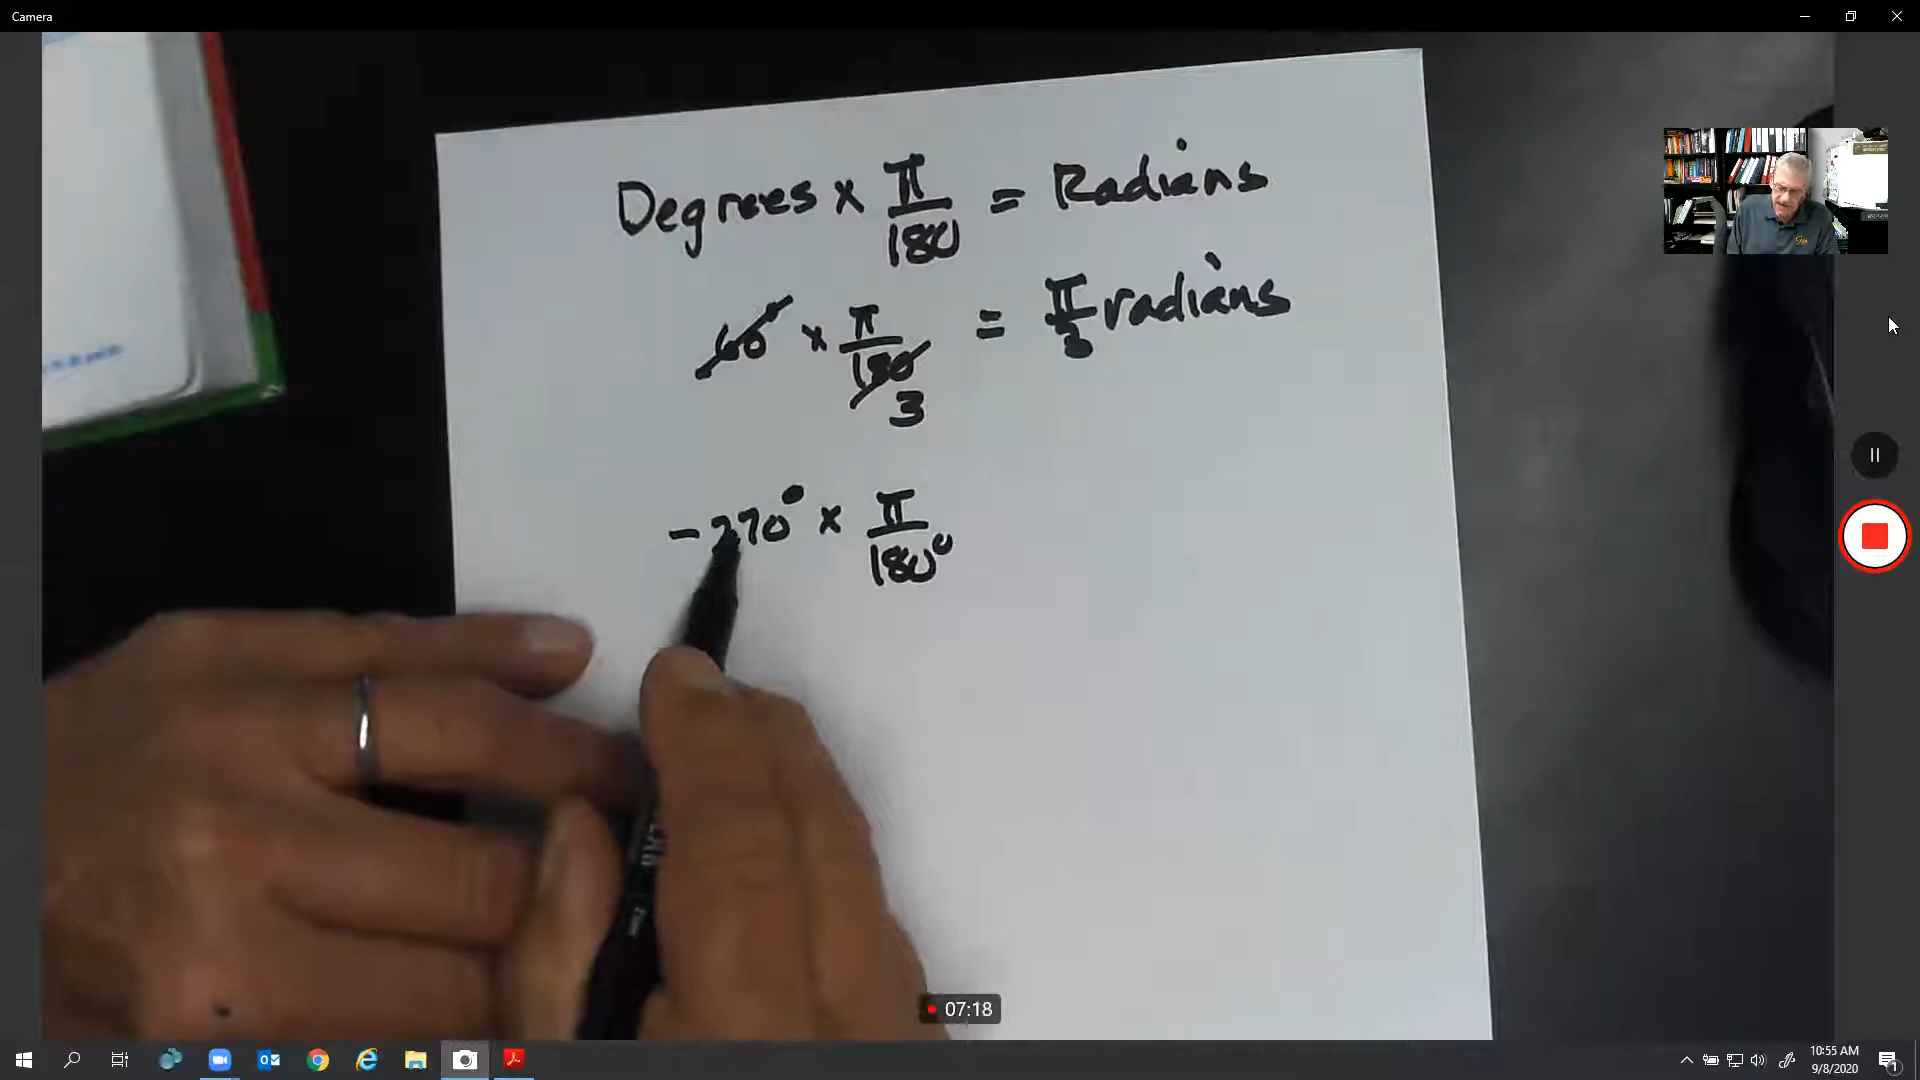 Camera
Degrees × π/180 = Radians
60 × π/180 = π/3 radians
3
-270° × π/180°
07:18
10:55 AM
9/8/2020
1